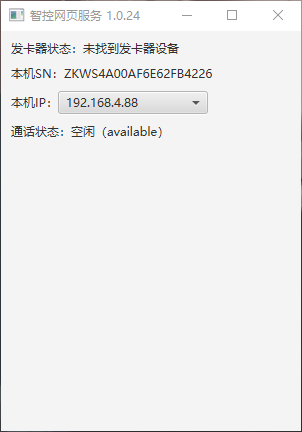 智控网页服务 1.0.24
发卡器状态：未找到发卡器设备
本机SN：ZKWS4A00AF6E62FB4226
本机IP：192.168.4.88
通话状态：空闲（available）